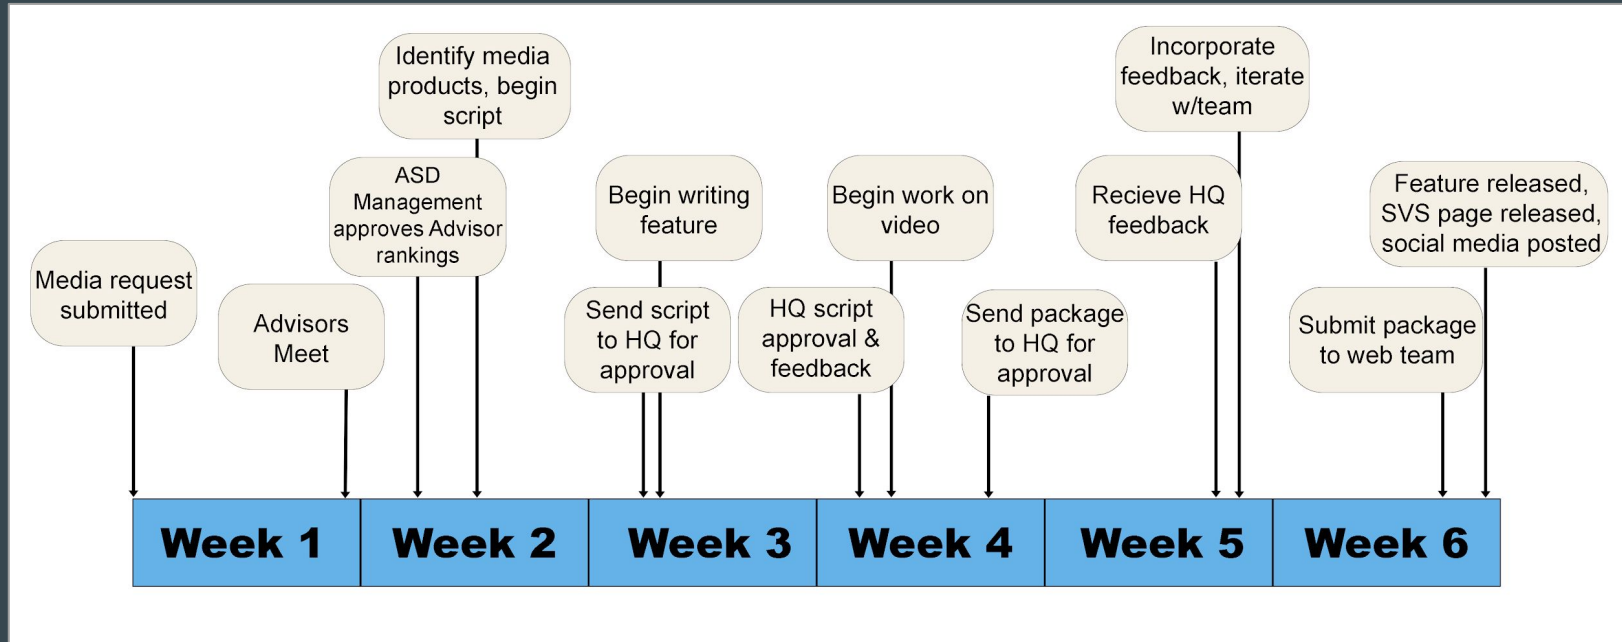 Media request
submitted
Advisors
Meet
ASD
Management
approves Advisor
rankings
Identify media
products, begin
script
Send script
to HQ for
approval
Begin writing
feature
HQ script
approval &
feedback
Begin work on
video
Send package
to HQ for
approval
Recieve HQ
feedback
Incorporate
feedback, iterate
w/team
Submit package
to web team
Feature released,
SVS page released,
social media posted
Week 1
Week 2
Week 3
Week 4
Week 5
Week 6